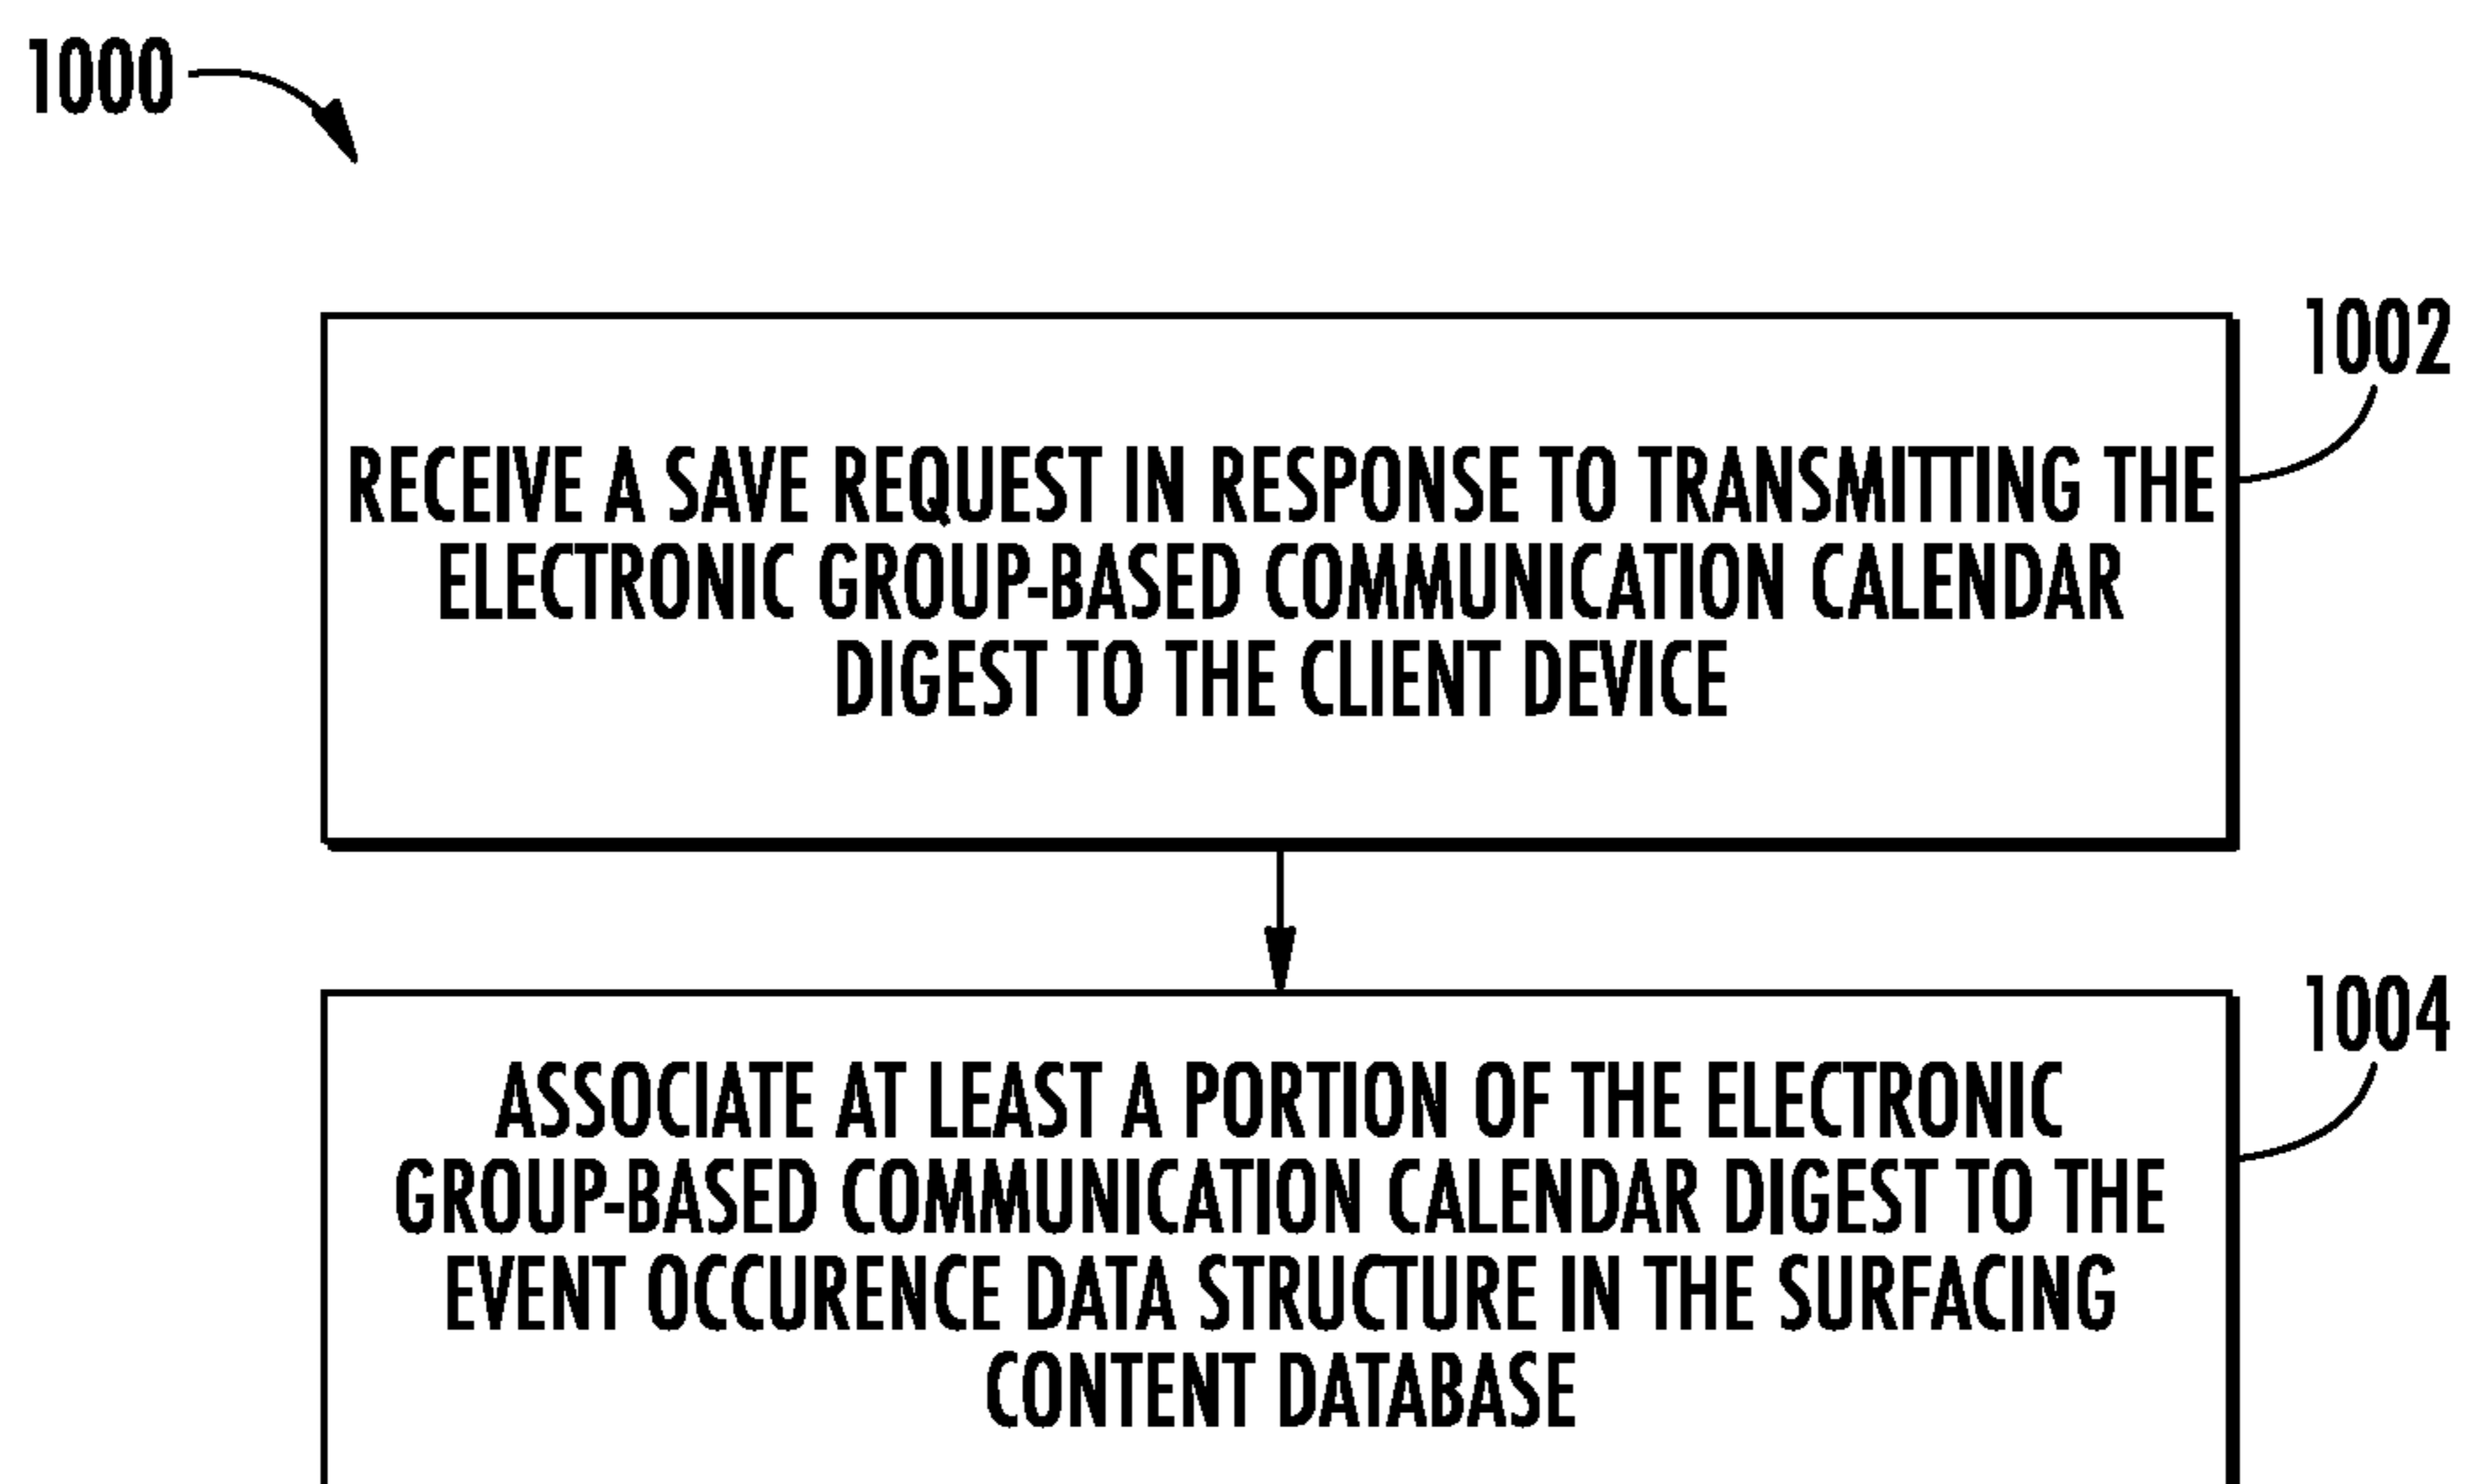 1000
1002
RECEIVE A SAVE REQUEST IN RESPONSE TO TRANSMITTING THE
ELECTRONIC GROUP-BASED COMMUNICATION CALENDAR
DIGEST TO THE CLIENT DEVICE
1004
ASSOCIATE AT LEAST A PORTION OF THE ELECTRONIC
GROUP-BASED COMMUNICATION CALENDAR DIGEST TO THE
EVENT OCCURENCE DATA STRUCTURE IN THE SURFACING
CONTENT DATABASE